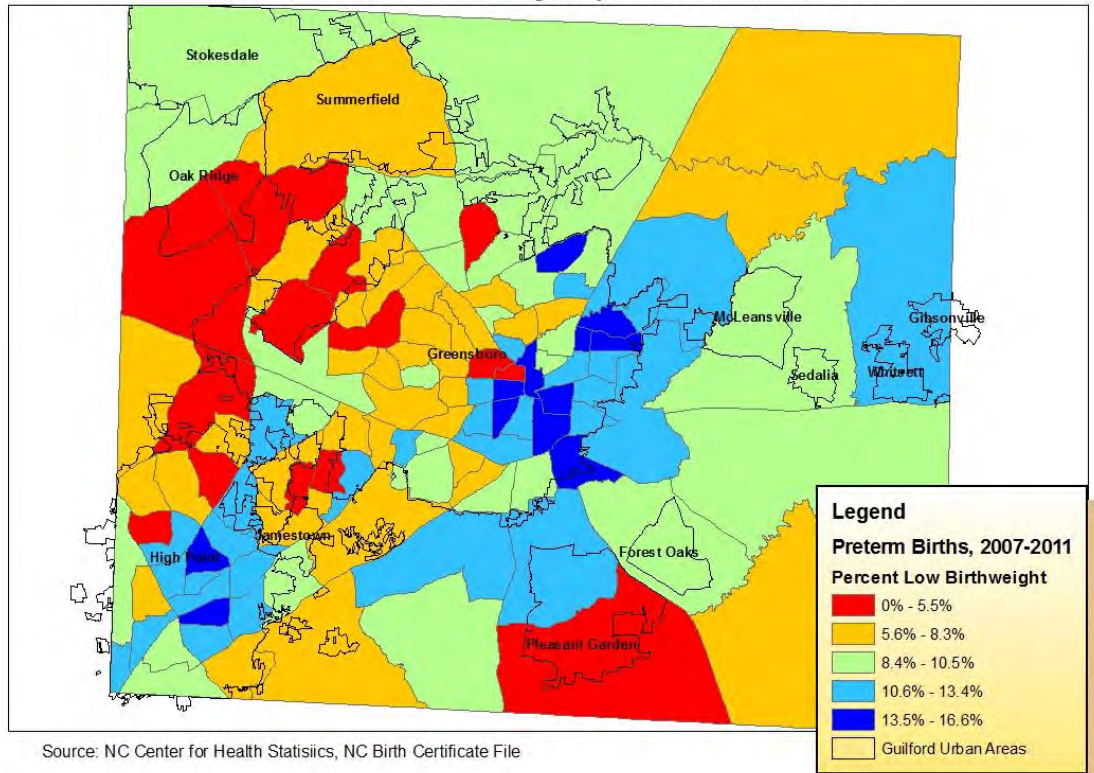 Stokesdale
Summerfield
Oak Ridge
McLeansville
Gibsonville
Greensboro
Sedalia
Whitsett
Jamestown
High Point
Forest Oaks
Pleasant Garden
Legend
Preterm Births, 2007-2011
Percent Low Birthweight
0% - 5.5%
5.6% - 8.3%
8.4% - 10.5%
10.6% - 13.4%
13.5% - 16.6%
Guilford Urban Areas
Source: NC Center for Health Statisiics, NC Birth Certificate File